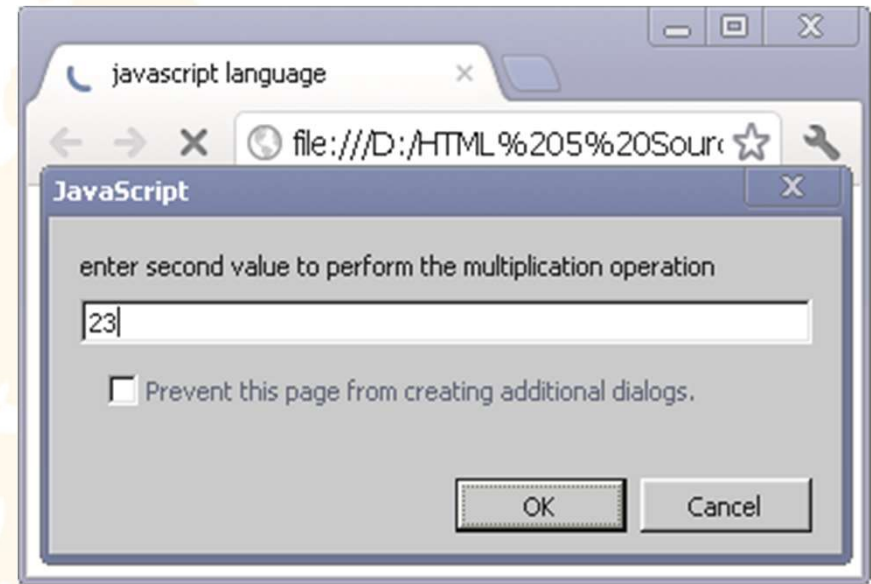 javascript language
file:///D:/HTML%205%20Sour
JavaScript
enter second value to perform the multiplication operation
23
Prevent this page from creating additional dialogs.
OK Cancel